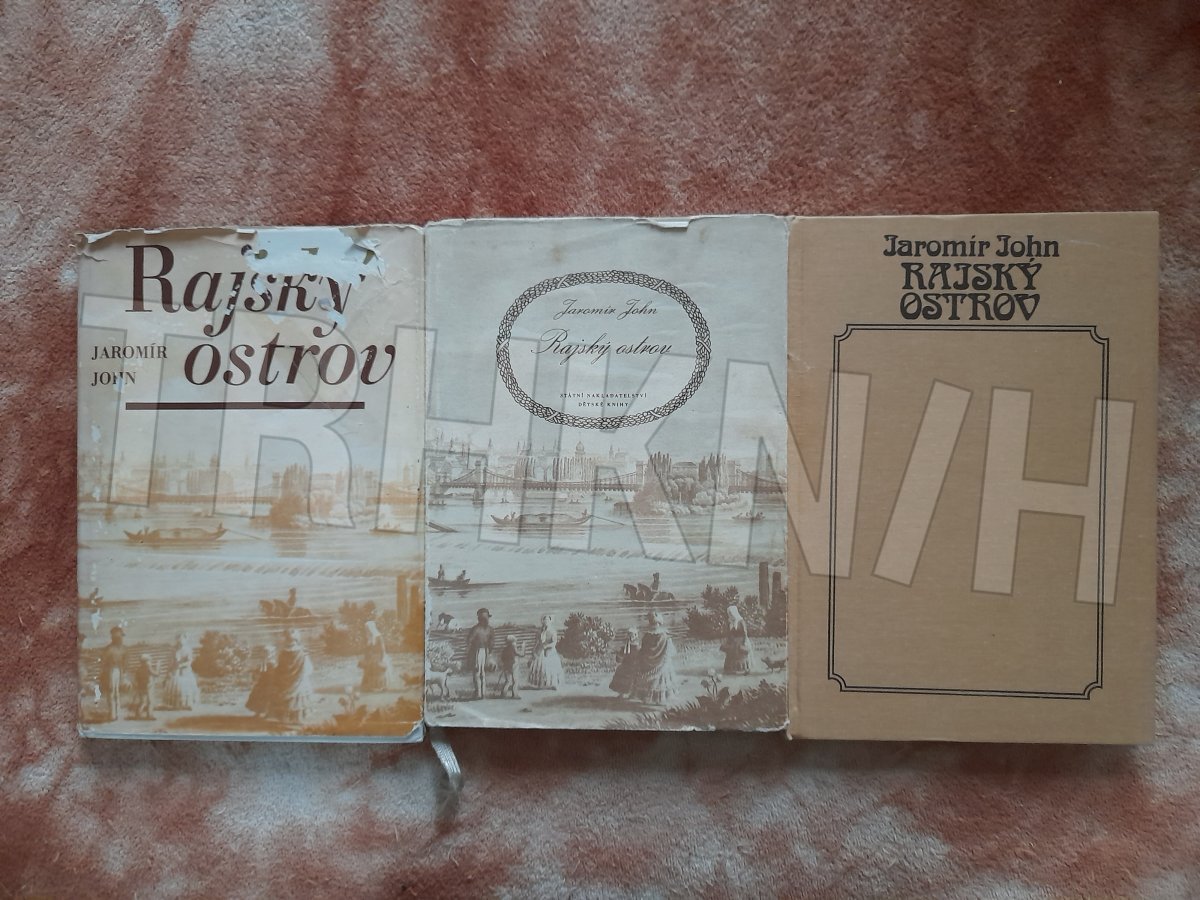 Rajský
ostrov
JAROMÍR
JOHN
Jaromír John
Rajský ostrov
STÁTNÍ NAKLADATELSTVÍ
DĚTSKÉ KNIHY
Jaromír John
RAJSKÝ
OSTROV
TRHKNIH